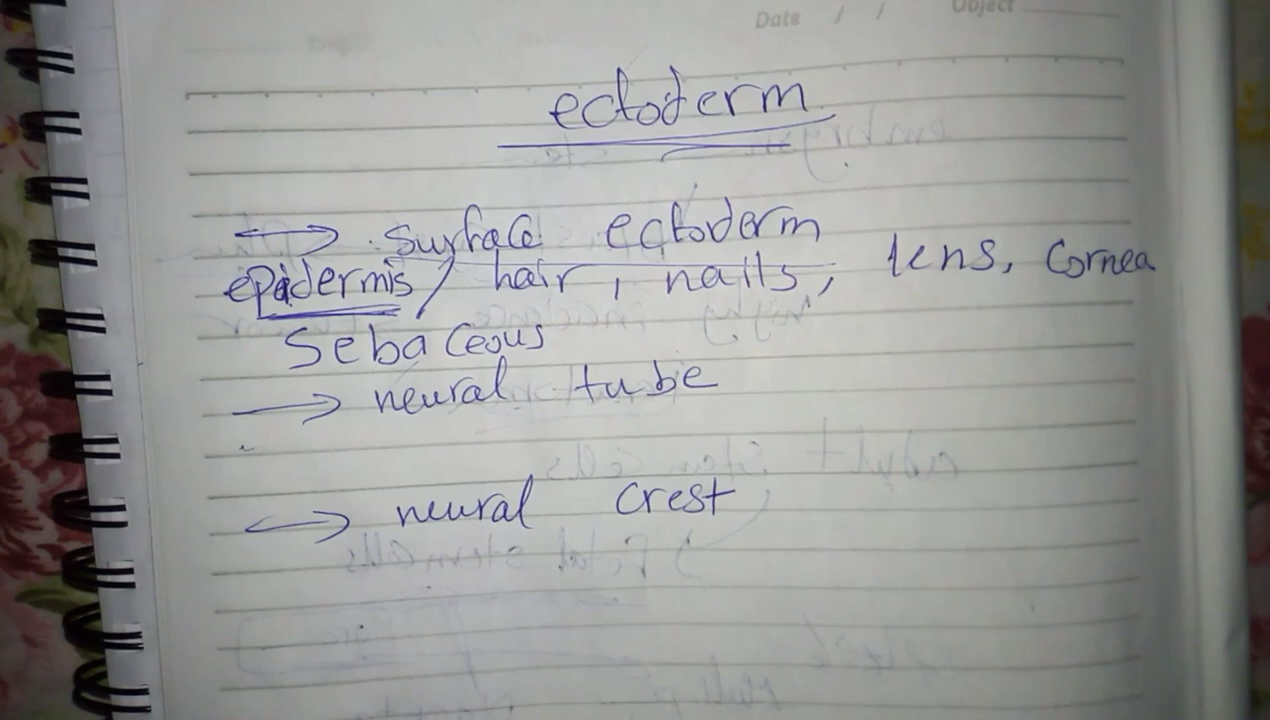 Date / / Object
ectoderm
→ surface ectoderm
epidermis, hair, nails, lens, Cornea
Sebaceous
→ neural tube
→ neural crest